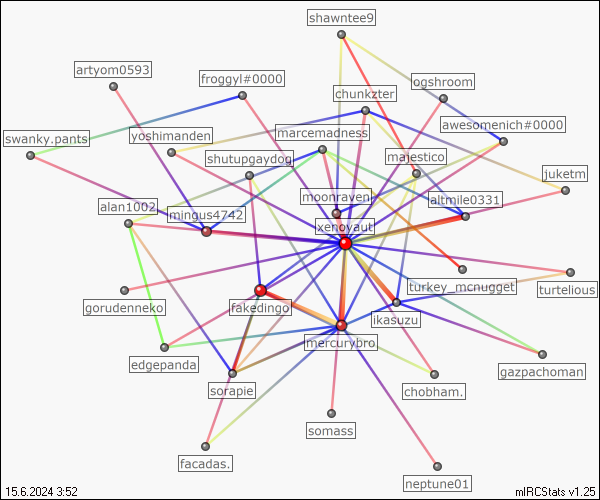 shawntee9
artyom0593
froggyl#0000
ogshroom
chunkzter
awesomenich#0000
yoshimanden
marcemadness
swanky.pants
shutupgaydog
majestico
juketm
moonraven
altmile0331
alan1002
mingus4742
xenoyaut
turkey_mcnugget
turtelious
gorudenneko
fakedingo
ikasuzu
mercurybro
edgepanda
gazpachoman
sorapie
chobham.
somass
facadas.
neptune01
15.6.2024 3:52
mIRCStats v1.25